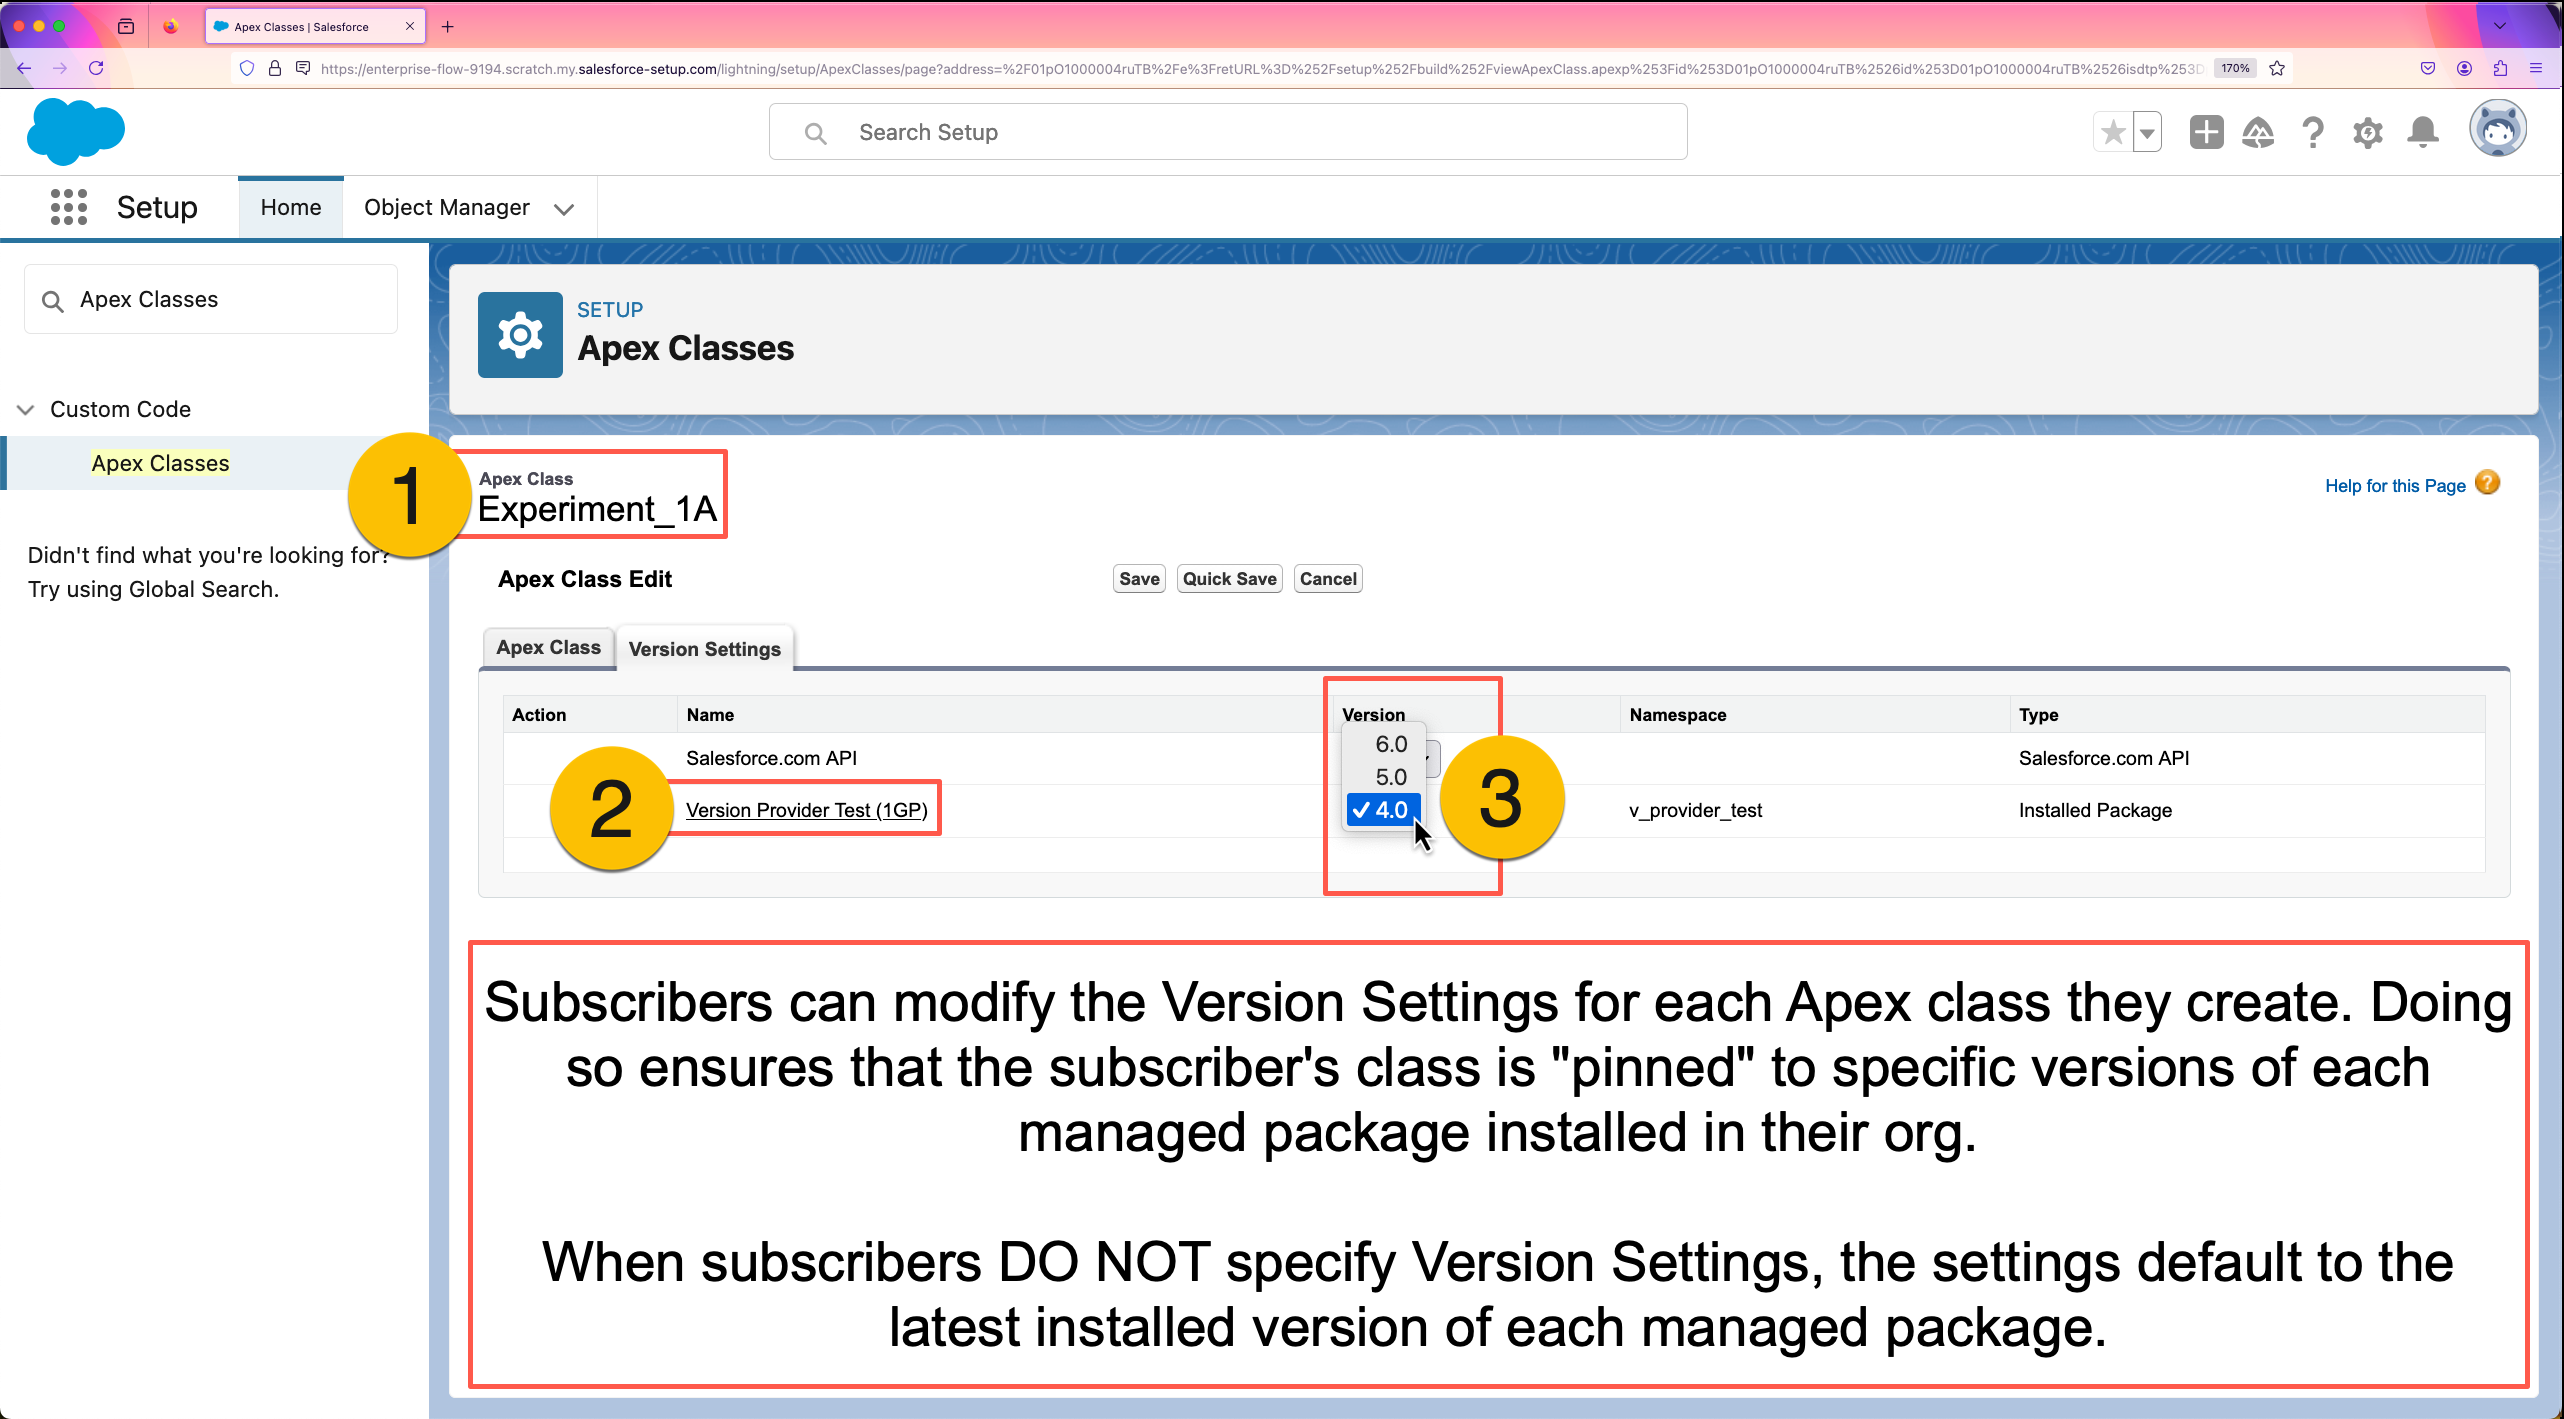 Apex Classes | Salesforce
https://enterprise-flow-9194.scratch.my.salesforce-setup.com/lightning/setup/ApexClasses/page?address=%2F01pO1000004ruTB%2Fe%3FretURL%3D%252Fsetup%252Fbuild%252FviewApexClass.apexp%253Fid%253D01pO1000004ruTB%2526id%253D01pO1000004ruTB%2526isdtp%253D
170%
Search Setup
Setup
Home
Object Manager
Apex Classes
Custom Code
Apex Classes
Didn't find what you're looking for?
Try using Global Search.
SETUP
Apex Classes
1
Apex Class
Experiment_1A
Help for this Page
Apex Class Edit
Save
Quick Save
Cancel
Apex Class
Version Settings
Action
Name
Version
Namespace
Type
Salesforce.com API
6.0
Salesforce.com API
5.0
2
Version Provider Test (1GP)
4.0
3
v_provider_test
Installed Package
Subscribers can modify the Version Settings for each Apex class they create. Doing
so ensures that the subscriber's class is "pinned" to specific versions of each
managed package installed in their org.
When subscribers DO NOT specify Version Settings, the settings default to the
latest installed version of each managed package.